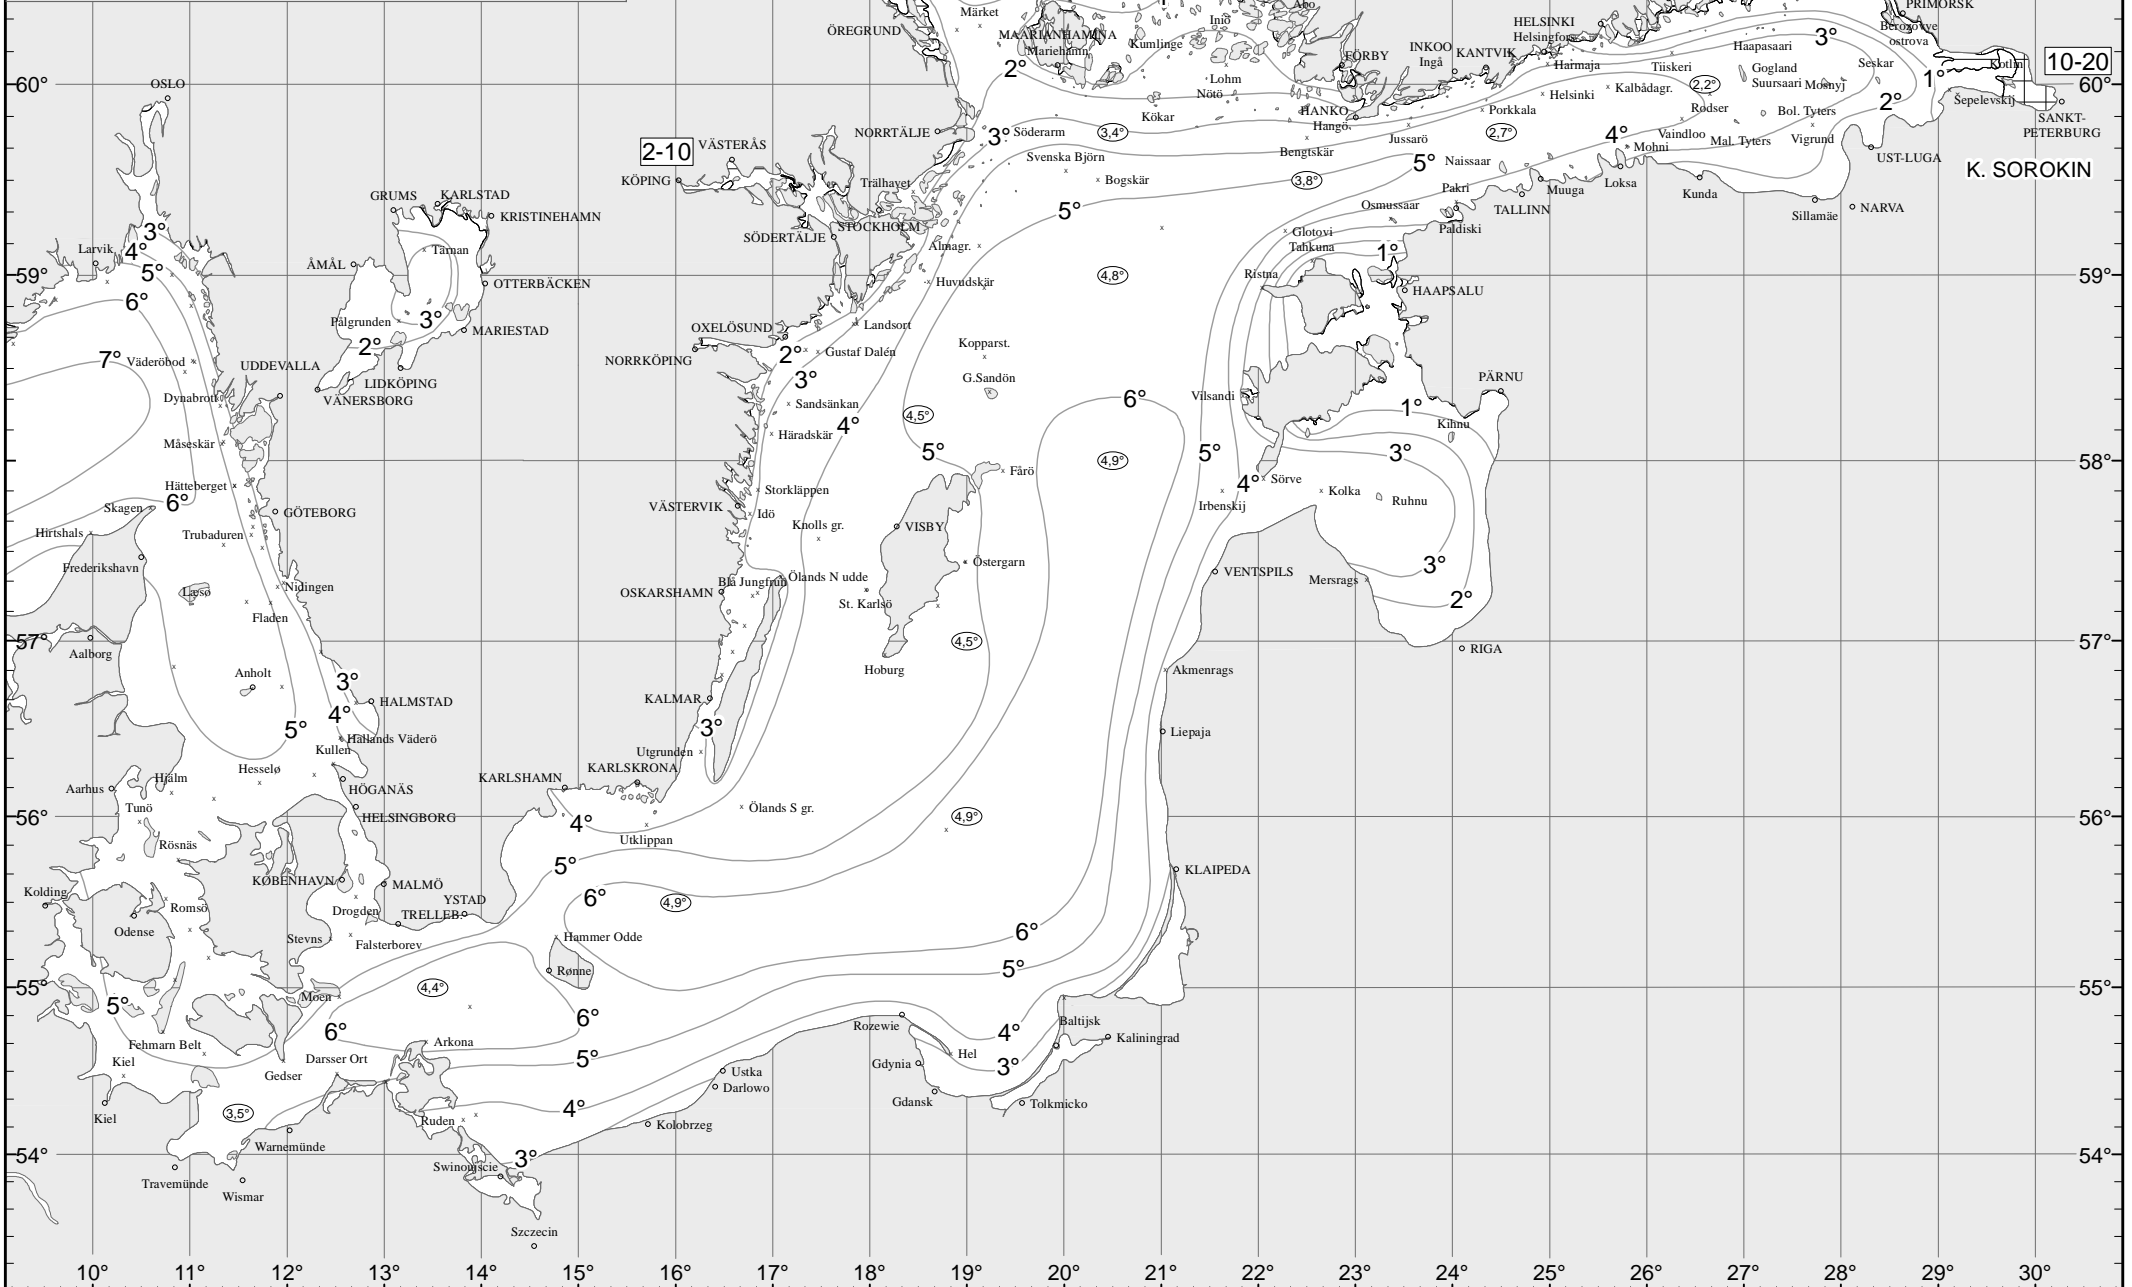 Märket
Åbo
PRIMORSK
ÖREGRUND
MAARIANHAMINA
Mariehamn
Iniö
Kumlinge
HELSINKI
Helsingfors
Berozovye
ostrova
3°
Haapasaari
INKOO
Ingå
KANTVIK
FÖRBY
Harmaja
2°
Tiiskeri
Gogland
Suursaari
Seskar
Kotlin
10-20
60°
OSLO
Lohm
Nötö
Kalbådagr.
2,2°
Mosnyj
1°
60°
Helsinki
Šepelevskij
2°
Kökar
HANKO
Hangö
Porkkala
Rødser
Bol. Tyters
SANKT-
PETERBURG
NORRTÄLJE
3°
Söderarm
3,4°
2,7°
4°
Vaindloo
Jussarö
Mal. Tyters
Vigrund
2-10
VÄSTERÅS
Svenska Björn
Bengtskär
Mohni
UST-LUGA
5°
Naissaar
K. SOROKIN
KÖPING
Trälhavet
Bogskär
3,8°
Pakri
Muuga
Loksa
Kunda
GRUMS
KARLSTAD
Osmussaar
TALLINN
NARVA
KRISTINEHAMN
5°
Sillamäe
3°
SÖDERTÄLJE
STOCKHOLM
Glotovi
Paldiski
Larvik
4°
Tärnan
Almagr.
Tahkuna
1°
5°
ÅMÅL
59°
4,8°
Ristna
59°
OTTERBÄCKEN
Huvudskär
HAAPSALU
6°
Pålgrunden
3°
MARIESTAD
OXELÖSUND
Landsort
2°
2°
Gustaf Dalén
Kopparst.
7°
Väderöbod
UDDEVALLA
NORRKÖPING
LIDKÖPING
3°
G.Sandön
PÄRNU
Dynabrott
VÄNERSBORG
Sandsänkan
6°
Vilsandi
4,5°
1°
Måseskär
Häradskär
4°
Kihnu
5°
4,9°
5°
3°
58°
58°
Fårö
Hätteberget
Storkläppen
4°
Sörve
Kolka
6°
Skagen
GÖTEBORG
VÄSTERVIK
Idö
Irbenskij
Ruhnu
Hirtshals
Trubaduren
Knolls gr.
VISBY
Frederikshavn
Östergarn
3°
VENTSPILS
Mersrags
Læsø
Nidingen
OSKARSHAMN
Blå Jungfrun
Ölands N udde
2°
St. Karlsö
Fladen
57°
4,5°
57°
Aalborg
RIGA
Anholt
3°
Hoburg
Akmenrags
HALMSTAD
KALMAR
5°
4°
3°
Liepaja
Hallands Väderö
Kullen
Utgrunden
Hesselø
KARLSKRONA
KARLSHAMN
Hjälm
Aarhus
HÖGANÄS
Tunö
Ölands S gr.
56°
HELSINGBORG
4°
4,9°
56°
Utklippan
Rösnäs
5°
KØBENHAVN
MALMÖ
KLAIPEDA
Kolding
YSTAD
6°
4,9°
Romsö
Drogden
TRELLEB.
Odense
Stevns
Falsterborev
Hammer Odde
6°
Rønne
5°
55°
4,4°
55°
Moen
5°
6°
6°
Rozewie
4°
Baltijsk
Fehmarn Belt
Arkona
Kaliningrad
Kiel
Darsser Ort
5°
Hel
Gdynia
3°
Gedser
Ustka
Darlowo
Kiel
3,5°
4°
Gdansk
Tolkmicko
Ruden
Kolobrzeg
Warnemünde
54°
3°
54°
Swinoujscie
Travemünde
Wismar
Szczecin
10° 11° 12° 13° 14° 15° 16° 17° 18° 19° 20° 21° 22° 23° 24° 25° 26° 27° 28° 29° 30°